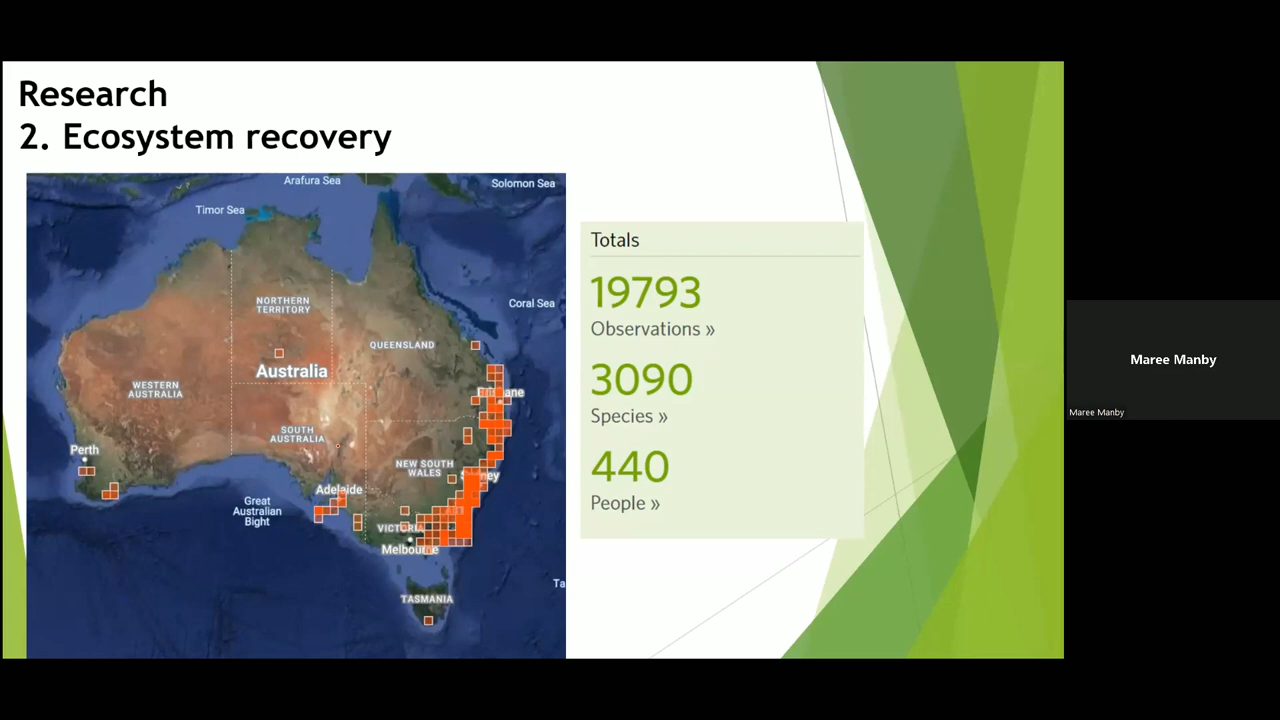 Research
2. Ecosystem recovery
Arafura Sea
Solomon Sea
Timor Sea
Coral Sea
NORTHERN
TERRITORY
QUEENSLAND
Australia
WESTERN
AUSTRALIA
SOUTH
AUSTRALIA
Perth
NEW SOUTH
WALES
Adelaide
Great
Australian
Bight
VICTORIA
Melbourne
TASMANIA
Ta
Totals
19793
Observations »
3090
Species »
440
People »
Maree Manby
Maree Manby